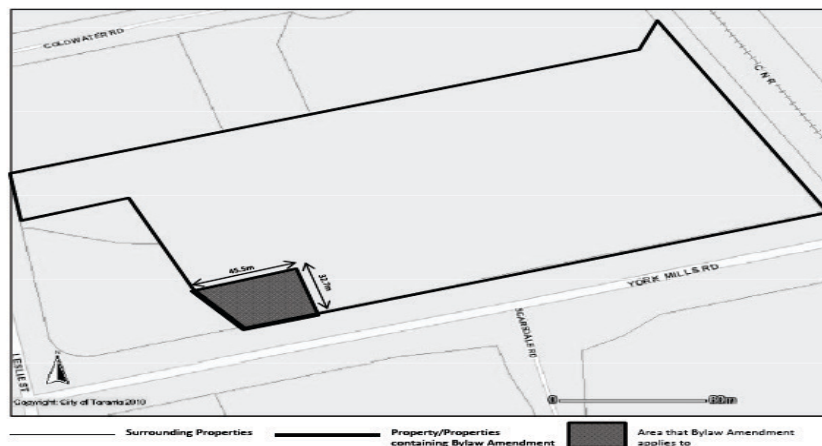 COLDWATER RD
CNR
45.5m
32.7m
YORK MILLS RD
SCARSDALE RD
LESLIE ST
Copyright: City of Toronto 2010
0
Surrounding Properties
Property/Properties
containing Bylaw Amendment
Area that Bylaw Amendment
applies to